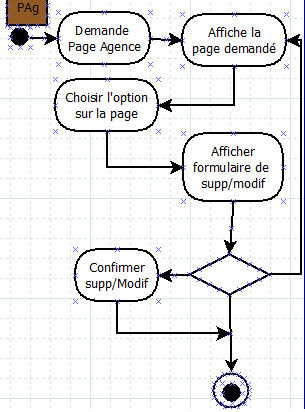 PAg
Demande
Page Agence
Affiche la
page demandé
Choisir l'option
sur la page
Afficher
formulaire de
supp/modif
Confirmer
supp/Modif